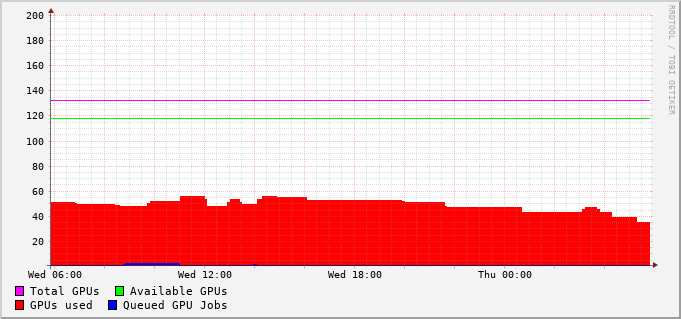 200
180
160
140
120
100
80
60
40
20
Wed 06:00 Wed 12:00 Wed 18:00 Thu 00:00
Total GPUs Available GPUs
GPUs used Queued GPU Jobs
RRDTOOL / TOBI OETIKER